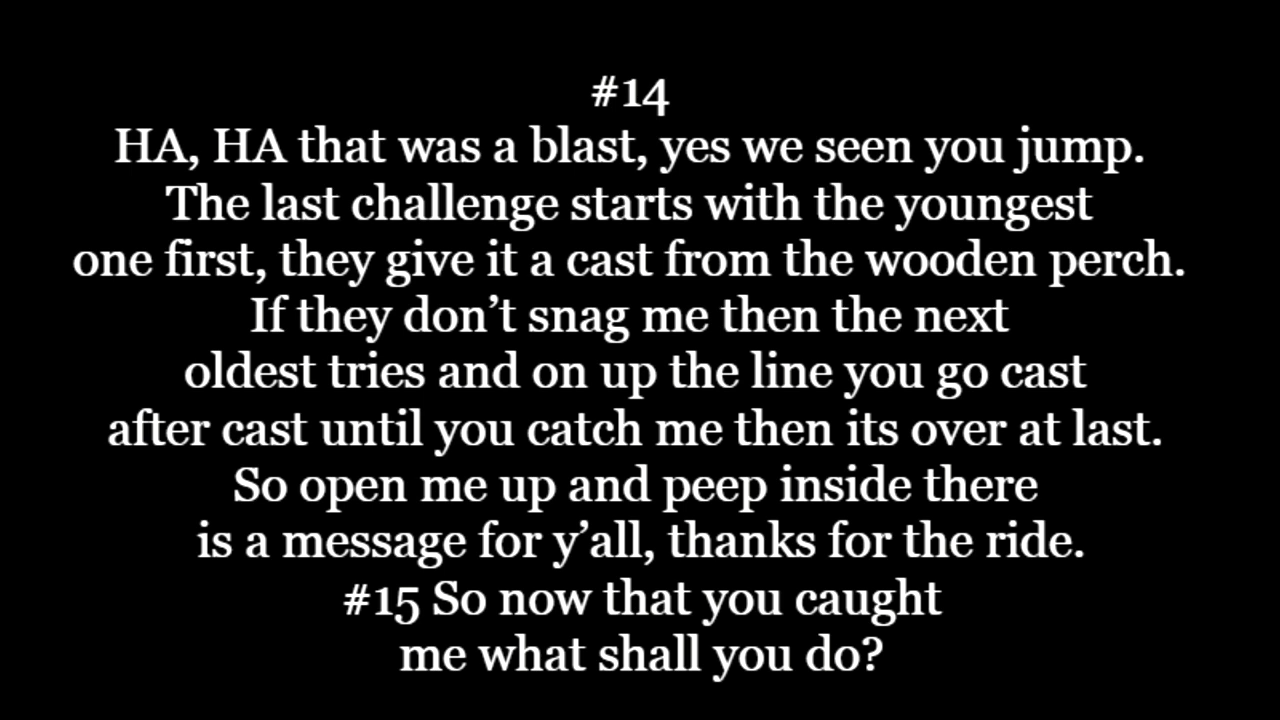 #14
HA, HA that was a blast, yes we seen you jump.
The last challenge starts with the youngest
one first, they give it a cast from the wooden perch.
If they don’t snag me then the next
oldest tries and on up the line you go cast
after cast until you catch me then its over at last.
So open me up and peep inside there
is a message for y’all, thanks for the ride.
#15 So now that you caught
me what shall you do?